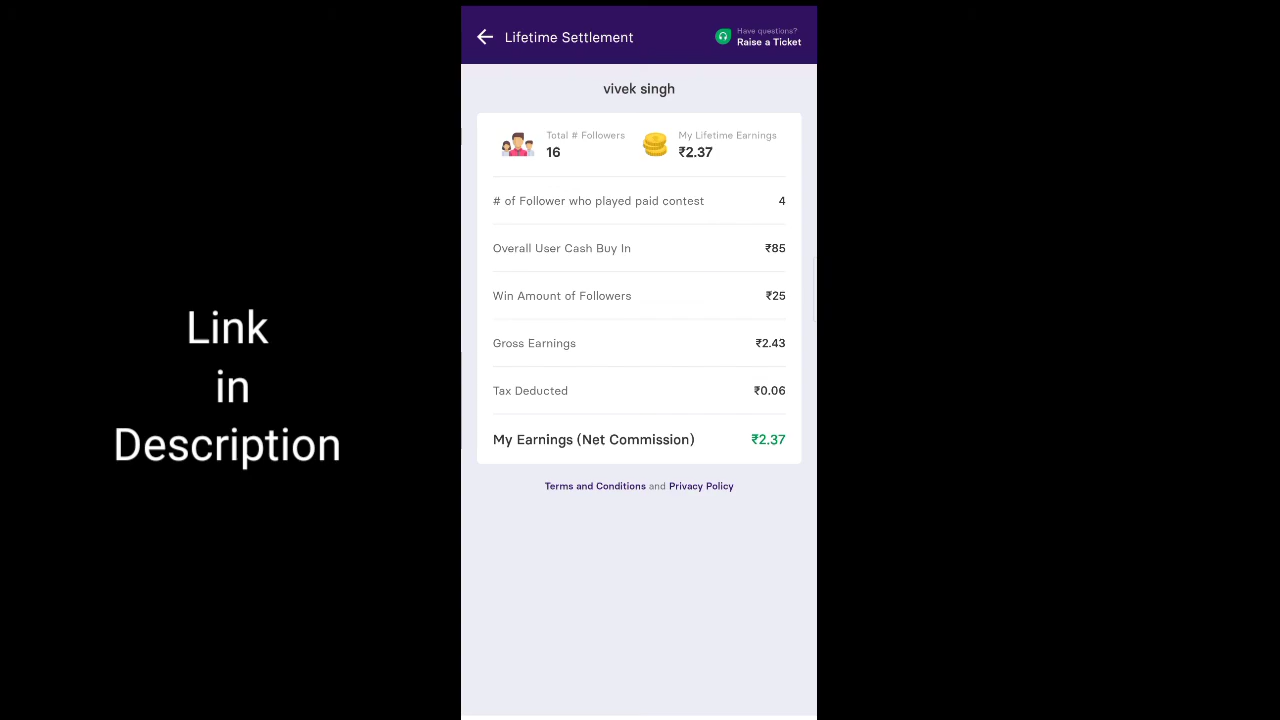 Link
in
Description
Lifetime Settlement
Have questions?
Raise a Ticket
vivek singh
Total # Followers
16
My Lifetime Earnings
₹2.37
# of Follower who played paid contest 4
Overall User Cash Buy In ₹85
Win Amount of Followers ₹25
Gross Earnings ₹2.43
Tax Deducted ₹0.06
My Earnings (Net Commission) ₹2.37
Terms and Conditions and Privacy Policy